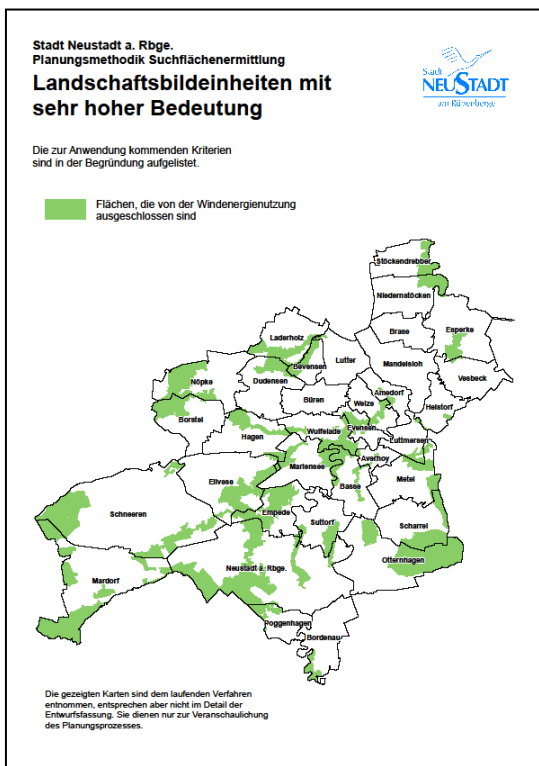 Stadt Neustadt a. Rbge.
Planungsmethodik Suchflächenermittlung
Landschaftsbildeinheiten mit
sehr hoher Bedeutung
Stadt
NEUSTADT
am Rübenberge
Die zur Anwendung kommenden Kriterien
sind in der Begründung aufgelistet.
Flächen, die von der Windenergienutzung
ausgeschlossen sind
Stöckendrebber
Niedernstöcken
Brase
Esperke
Laderholz
Lutter
Mandelsloh
Bevensen
Vesbeck
Nöpke
Dudensen
Amedorf
Büren
Welze
Helstorf
Borstel
Evensen
Wulfelade
Hagen
Luttmersen
Averhoy
Mariensee
Metel
Eilvese
Basse
Empede
Schneeren
Suttorf
Scharrel
Otternhagen
Neustadt a. Rbge.
Mardorf
Poggenhagen
Bordenau
Die gezeigten Karten sind dem laufenden Verfahren
entnommen, entsprechen aber nicht im Detail der
Entwurfsfassung. Sie dienen nur zur Veranschaulichung
des Planungsprozesses.